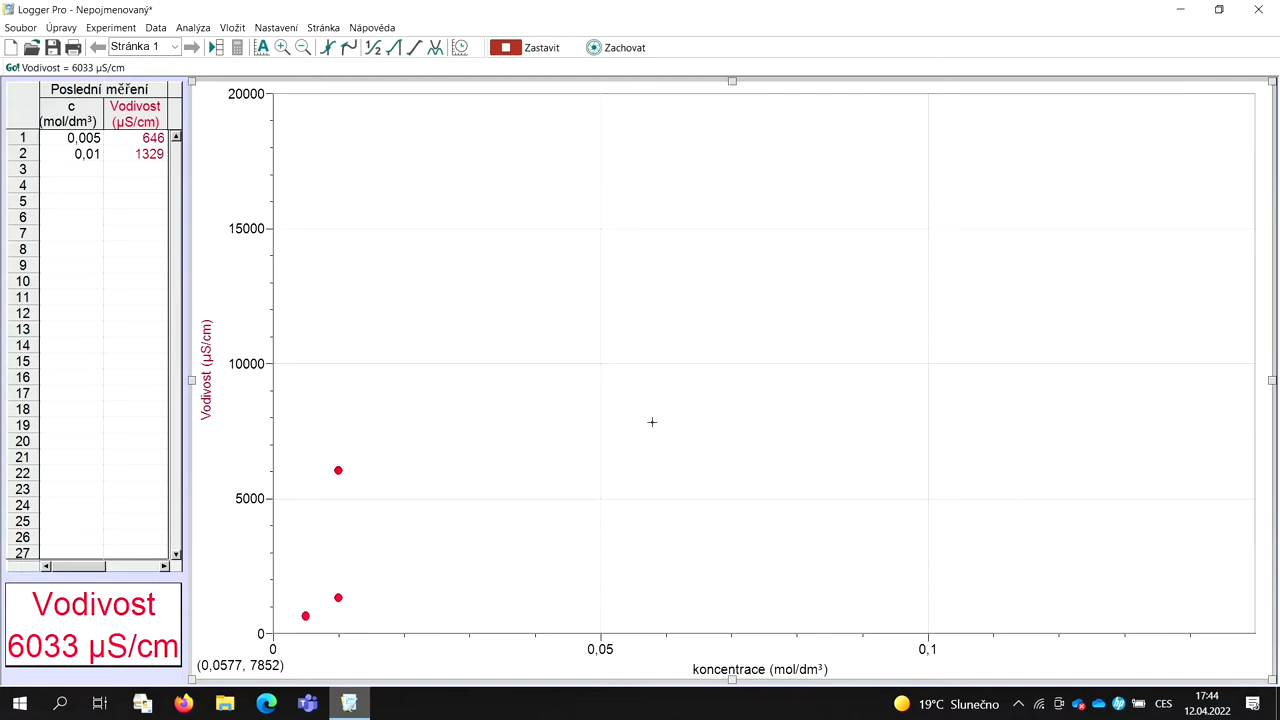 Logger Pro - Nepojmenovaný*
Soubor Úpravy Experiment Data Analýza Vložit Nastavení Stránka Nápověda
Stránka 1
Zastavit
Zachovat
Go! Vodivost = 6033 µS/cm
Poslední měření
c Vodivost
(mol/dm³) (µS/cm)
1 0,005 646
2 0,01 1329
3
4
5
6
7
8
9
10
11
12
13
14
15
16
17
18
19
20
21
22
23
24
25
26
27
Vodivost
6033 µS/cm
20000
15000
10000
5000
0
Vodivost (µS/cm)
0 0,05 0,1
(0,0577, 7852)
koncentrace (mol/dm³)
19°C Slunečno
CES
17:44
12.04.2022